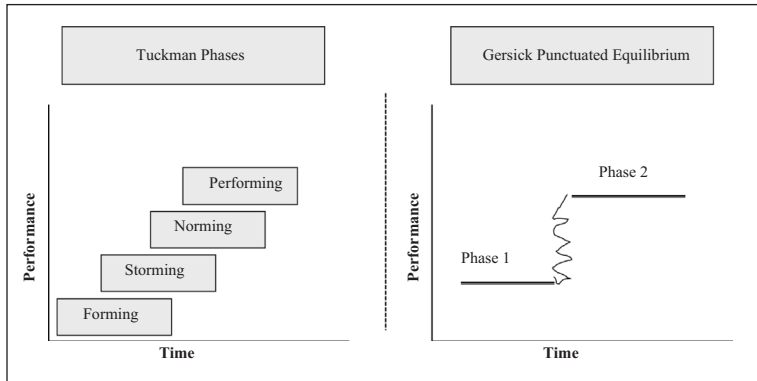 Tuckman Phases
Performance
Performing
Norming
Storming
Forming
Time
Gersick Punctuated Equilibrium
Performance
Phase 2
Phase 1
Time